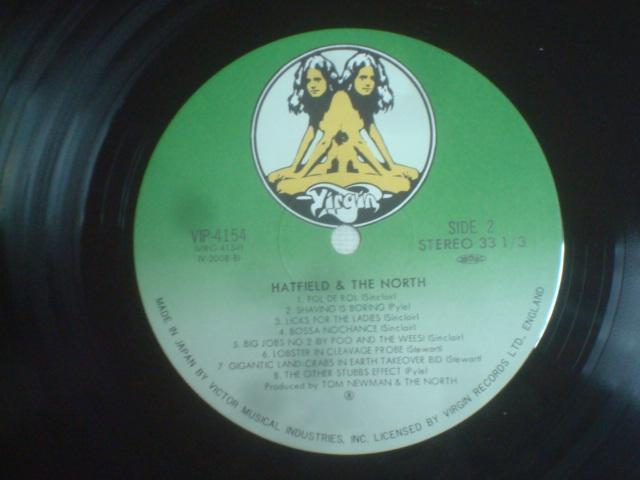 Virgin
VIP-4154
(VIRG-4154)
(V-2008-B)
SIDE 2
STEREO 33 1/3
HATFIELD & THE NORTH
1. FOL DE ROL (Sinclair)
2. SHAVING IS BORING (Pyle)
3. LICKS FOR THE LADIES (Sinclair)
4. BOSSA NOCHANCE (Sinclair)
5. BIG JOBS NO 2 (BY POO AND THE WEES) (Sinclair)
6. LOBSTER IN CLEAVAGE PROBE (Stewart)
7. GIGANTIC LAND-CRABS IN EARTH TAKEOVER BID (Stewart)
8. THE OTHER STUBBS EFFECT (Pyle)
Produced by TOM NEWMAN & THE NORTH
MADE IN JAPAN BY VICTOR MUSICAL INDUSTRIES, INC. LICENSED BY VIRGIN RECORDS LTD. ENGLAND